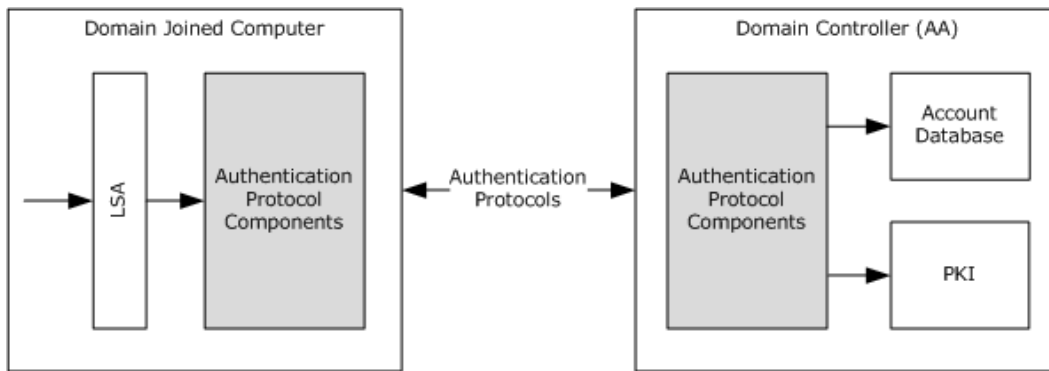 Domain Joined Computer
LSA
Authentication
Protocol
Components
Authentication
Protocols
Domain Controller (AA)
Authentication
Protocol
Components
Account
Database
PKI